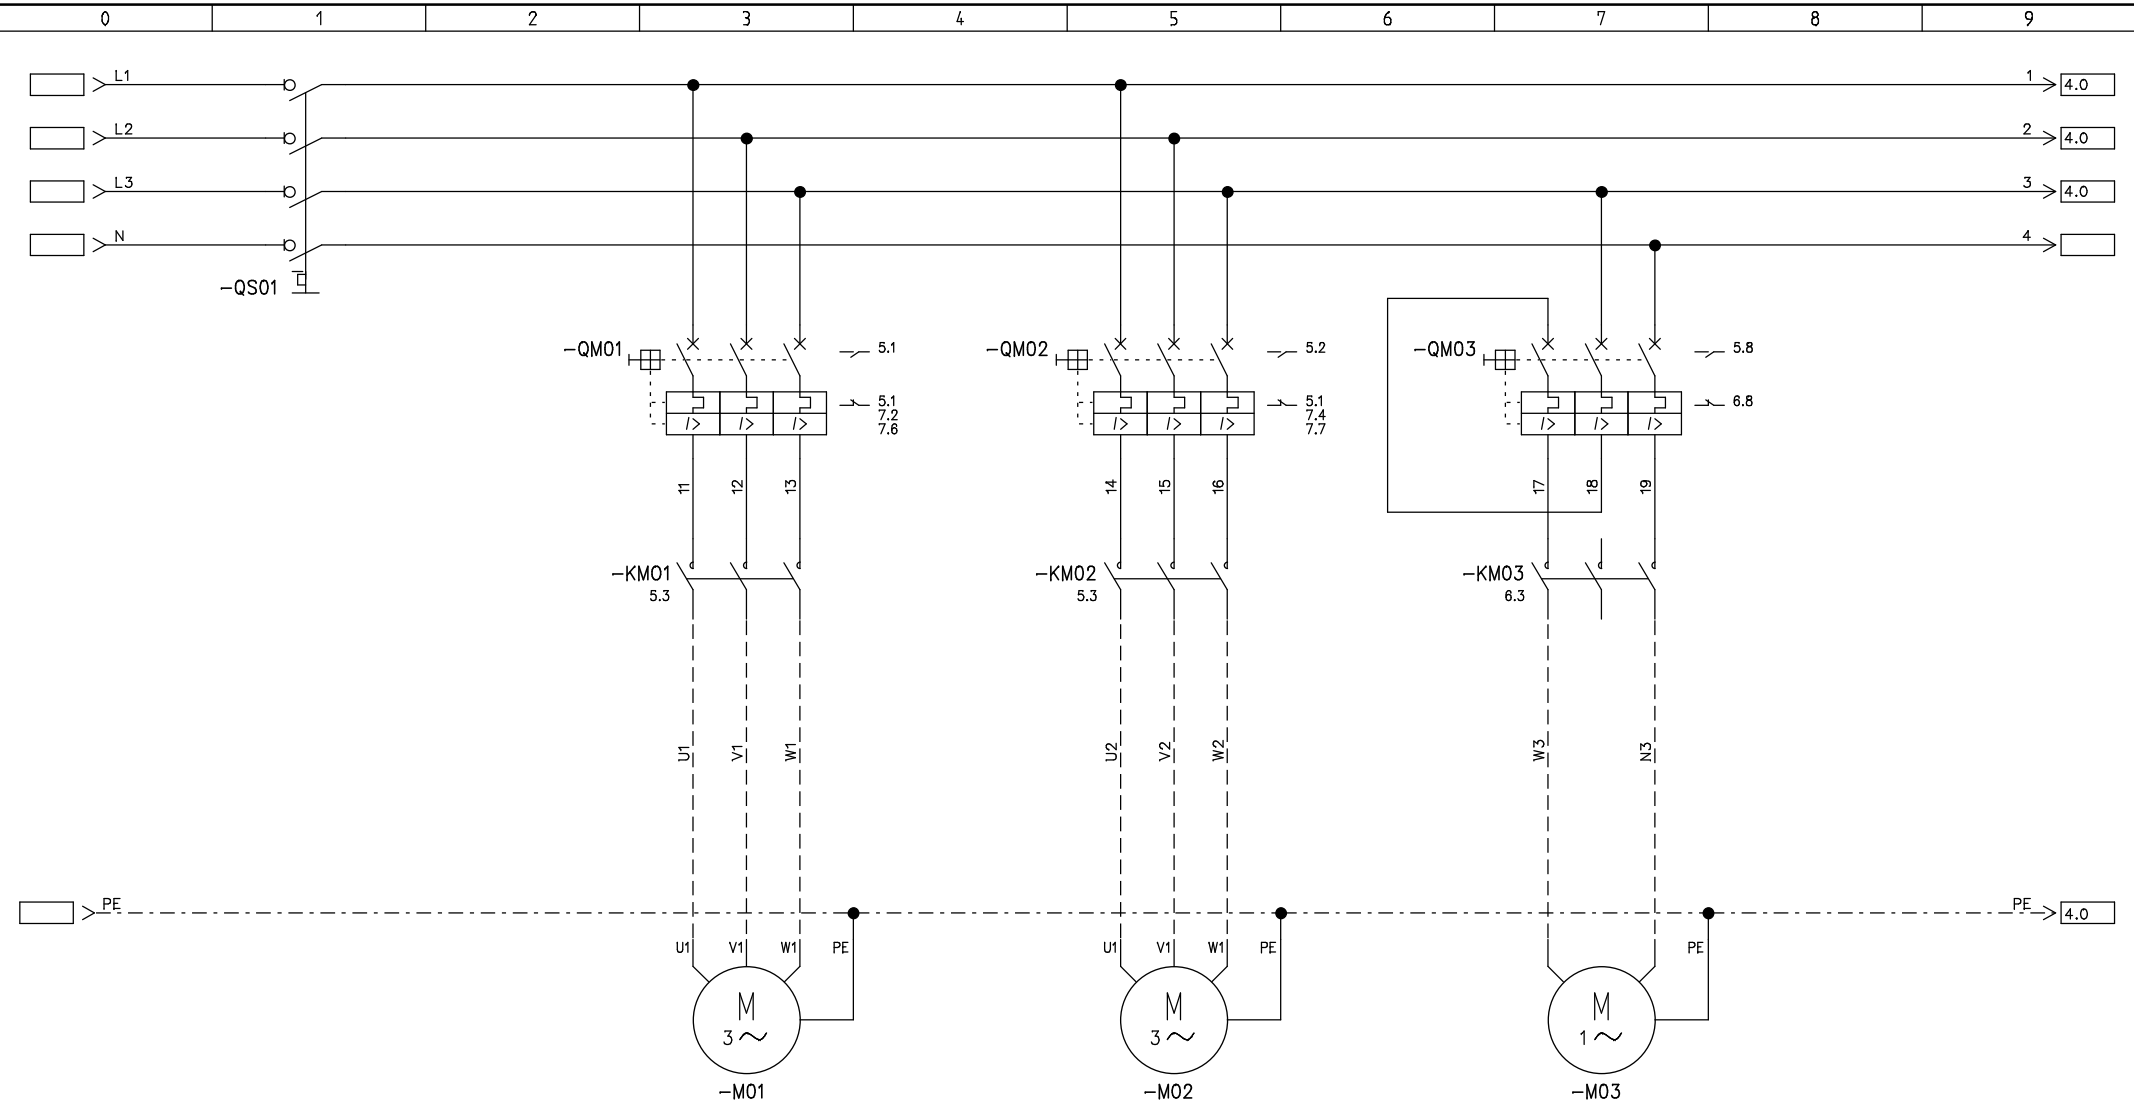 0 1 2 3 4 5 6 7 8 9
L1 1 4.0
L2 2 4.0
L3 3 4.0
N 4
-QS01
-QM01 5.1 -QM02 5.2 -QM03 5.8
5.1 5.1 6.8
7.2 7.4
7.6 7.7
I> I> I> I> I> I> I> I> I>
11 12 13 14 15 16 17 18 19
-KM01 -KM02 -KM03
5.3 5.3 6.3
U1 V1 W1 U2 V2 W2 W3 N3
PE PE 4.0
U1 V1 W1 PE U1 V1 W1 PE PE
M M M
3~ 3~ 1~
-M01 -M02 -M03